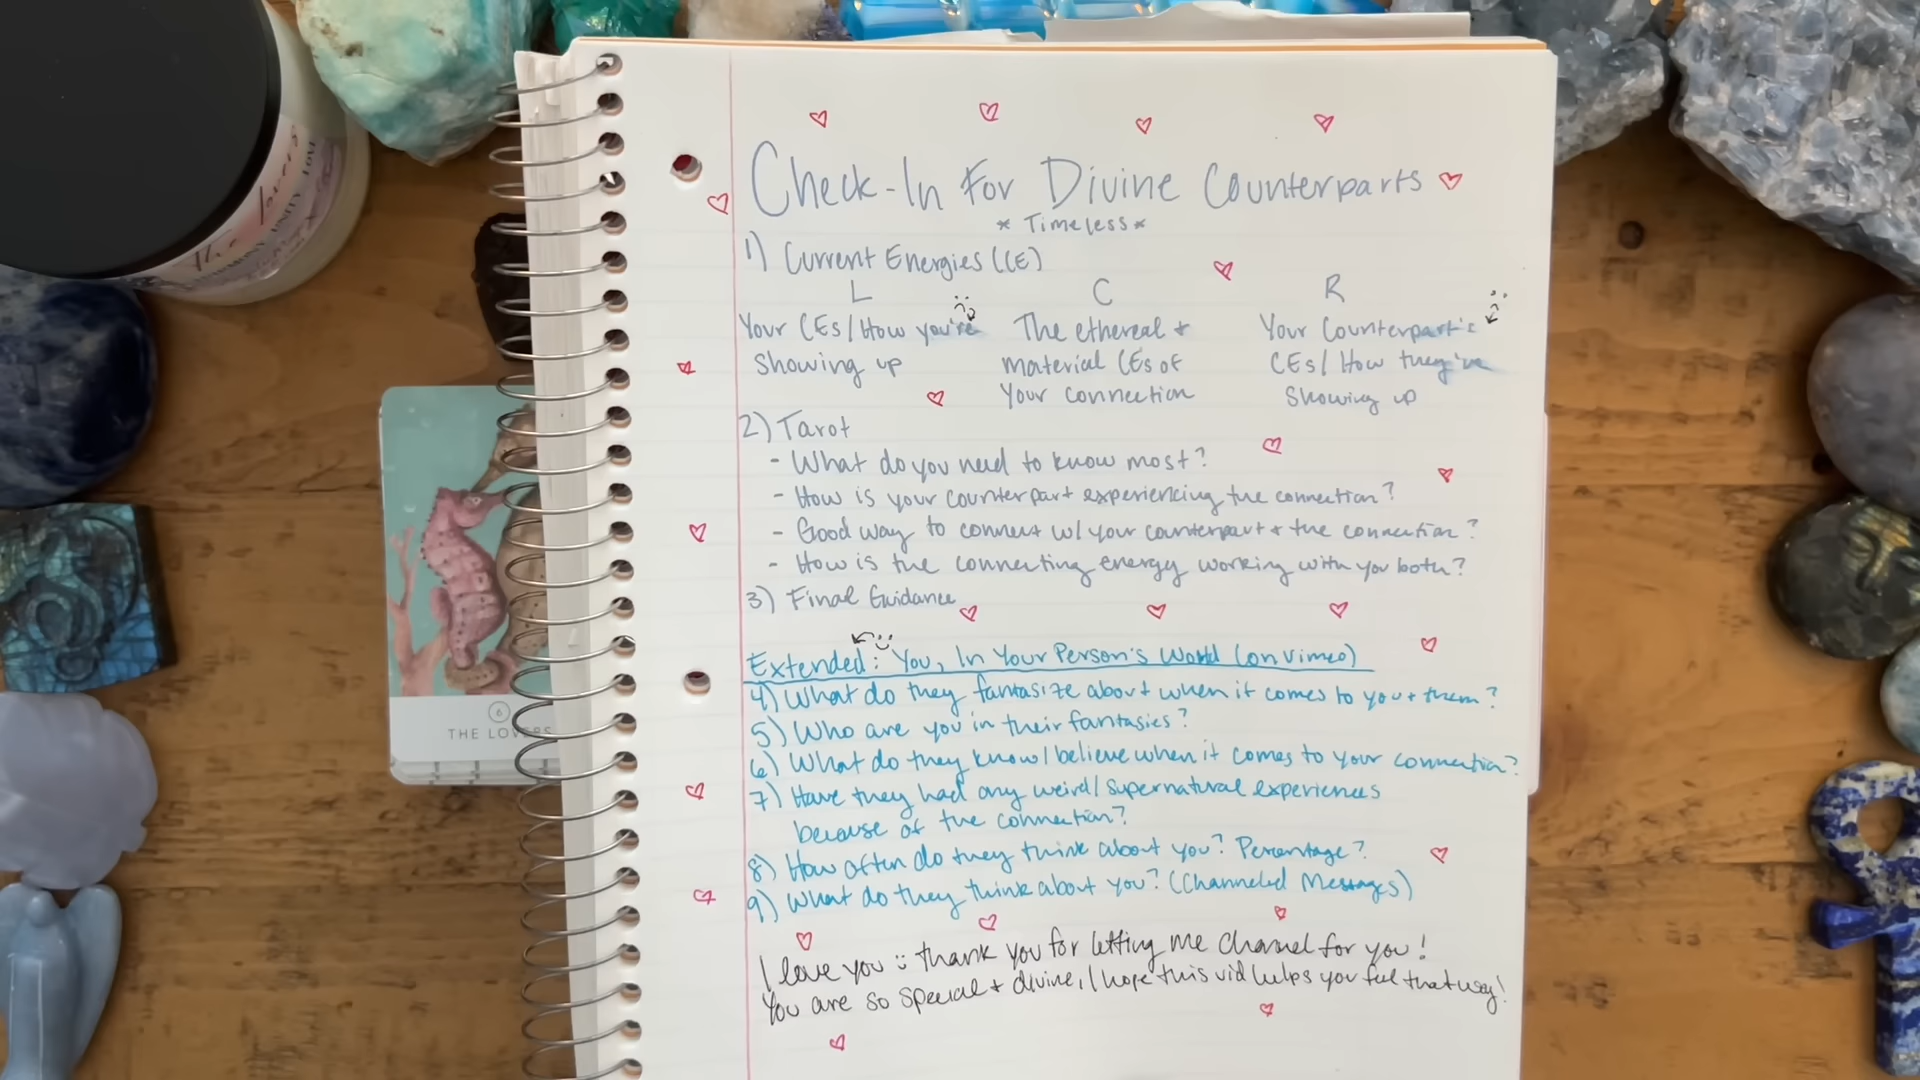 Check-In For Divine Counterparts
* Timeless *
1) Current Energies (CE)
L C R
Your CEs/How you're The ethereal + Your Counterpart's
Showing up material CEs of CEs/How they're
Your connection Showing up
2) Tarot
- What do you need to know most?
- How is your counterpart experiencing the connection?
- Good way to connect w/ your counterpart + the connection?
- How is the connecting energy working with you both?
3) Final Guidance
Extended: You, In Your Person's World (on vimeo)
4) What do they fantasize about when it comes to you + them?
5) Who are you in their fantasies?
6) What do they know/believe when it comes to your connection?
7) Have they had any weird/supernatural experiences
because of the connection?
8) How often do they think about you? Percentage?
9) What do they think about you? (Channeled Messages)
I love you :) thank you for letting me channel for you!
You are so special + divine, I hope this vid helps you feel that way!
The lovers
6
THE LOVERS